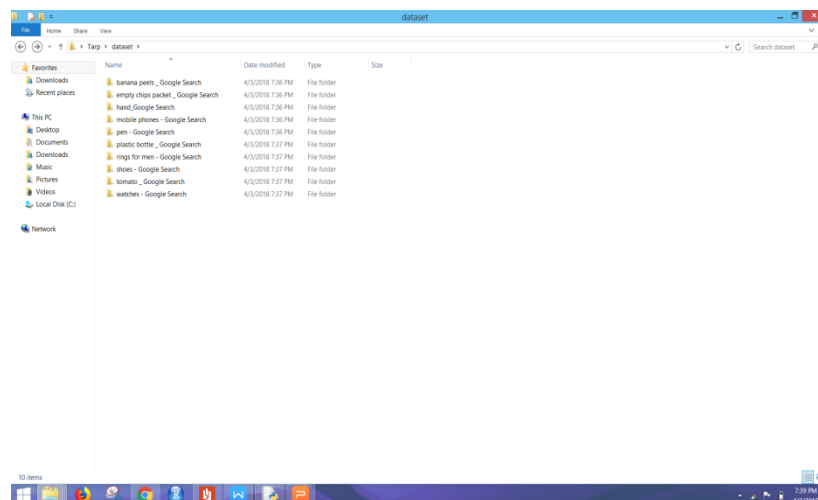 dataset
File Home Share View
Tarp dataset Search dataset
Name Date modified Type Size
Favorites
Downloads
Recent places
This PC
Desktop
Documents
Downloads
Music
Pictures
Videos
Local Disk (C:)
Network
banana peels _ Google Search 4/3/2018 7:36 PM File folder
empty chips packet _ Google Search 4/3/2018 7:36 PM File folder
hand_Google Search 4/3/2018 7:36 PM File folder
mobile phones - Google Search 4/3/2018 7:36 PM File folder
pen - Google Search 4/3/2018 7:36 PM File folder
plastic bottle _ Google Search 4/3/2018 7:37 PM File folder
rings for men - Google Search 4/3/2018 7:37 PM File folder
shoes - Google Search 4/3/2018 7:37 PM File folder
tomato _ Google Search 4/3/2018 7:37 PM File folder
watches - Google Search 4/3/2018 7:37 PM File folder
10 items
7:39 PM